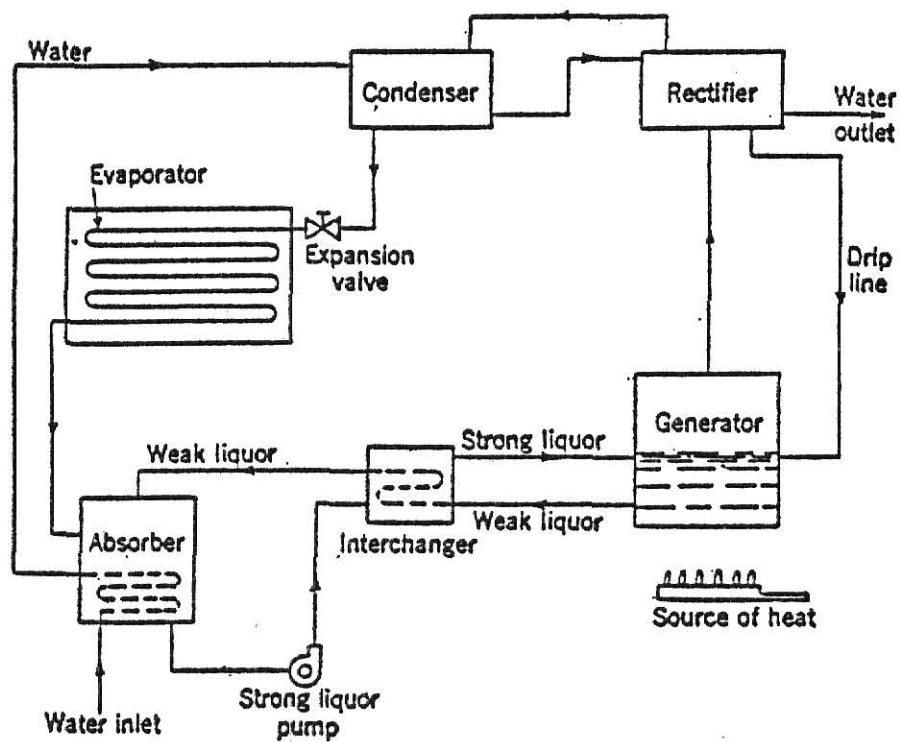 Water
Condenser
Rectifier
Water
outlet
Evaporator
Expansion
valve
Drip
line
Generator
Strong liquor
Weak liquor
Weak liquor
Absorber
Interchanger
Source of heat
Strong liquor
pump
Water inlet